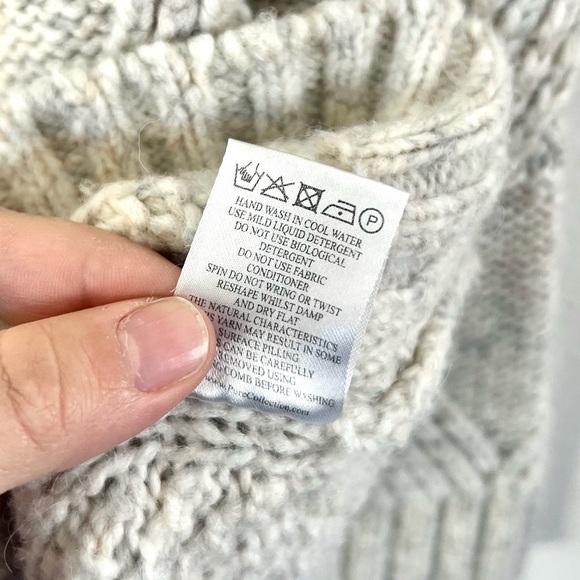 P
HAND WASH IN COOL WATER
USE MILD LIQUID DETERGENT
DO NOT USE BIOLOGICAL
DETERGENT
DO NOT USE FABRIC
CONDITIONER
SPIN DO NOT WRING OR TWIST
RESHAPE WHILST DAMP
AND DRY FLAT
THE NATURAL CHARACTERISTICS
YARN MAY RESULT IN SOME
SURFACE PILLING
CAN BE CAREFULLY
REMOVED USING
COMB BEFORE WASHING
www.PureCollection.com